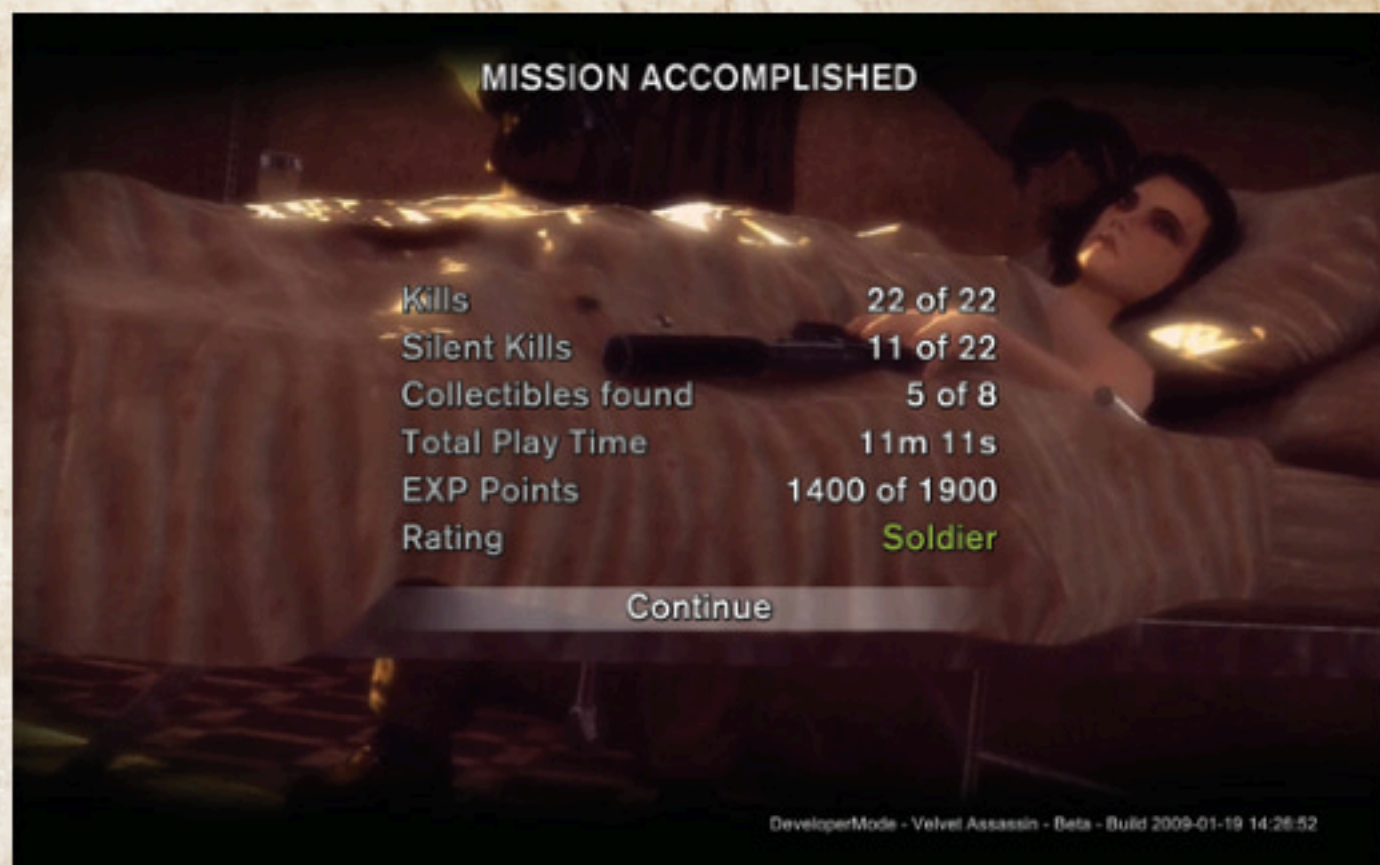 MISSION ACCOMPLISHED
Kills 22 of 22
Silent Kills 11 of 22
Collectibles found 5 of 8
Total Play Time 11m 11s
EXP Points 1400 of 1900
Rating Soldier
Continue
DeveloperMode - Velvet Assassin - Beta - Build 2009-01-19 14:26:52